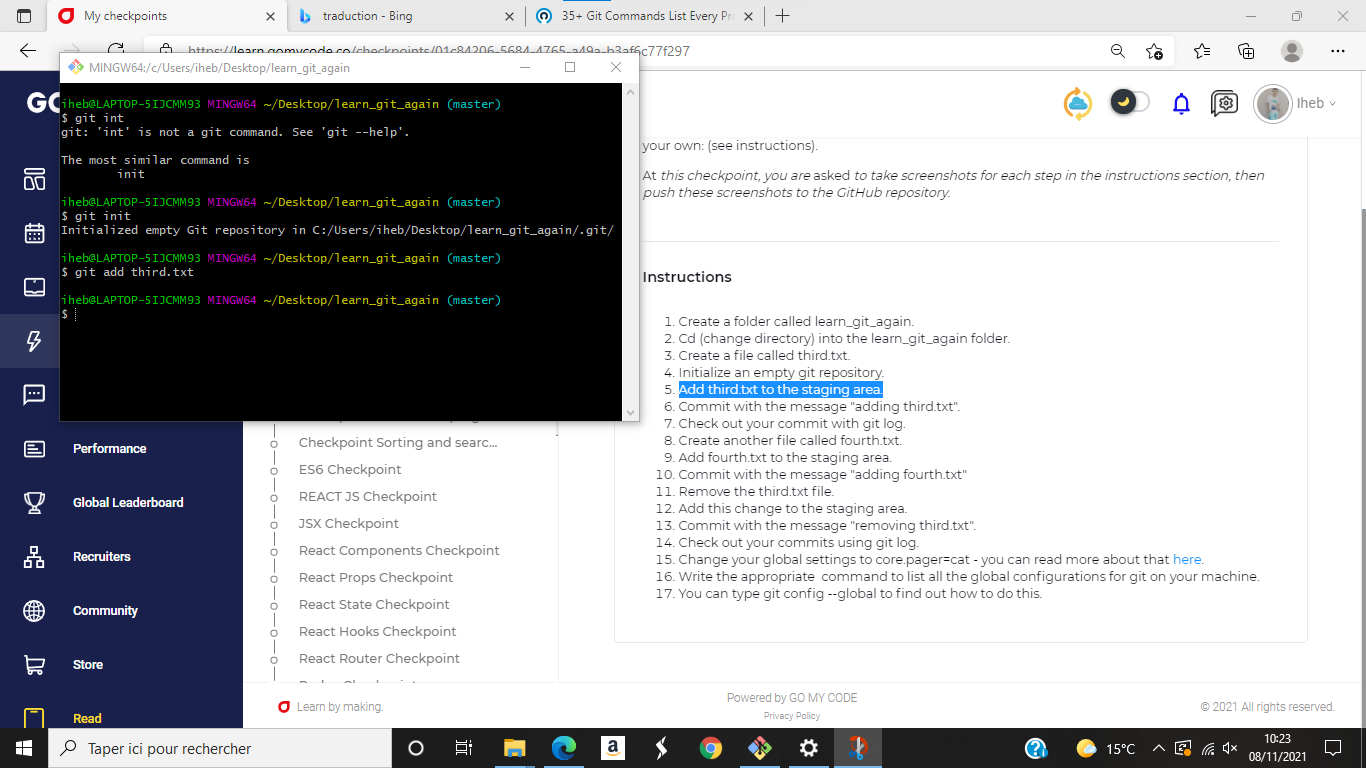 My checkpoints
traduction - Bing
35+ Git Commands List Every Pro
https://learn.gomycode.co/checkpoints/01c84206-5684-4765-a49a-b3af6c77f297
MINGW64:/c/Users/iheb/Desktop/learn_git_again
GO
Iheb
iheb@LAPTOP-5IJCMM93 MINGW64 ~/Desktop/learn_git_again (master)
$ git int
git: 'int' is not a git command. See 'git --help'.
The most similar command is
init
iheb@LAPTOP-5IJCMM93 MINGW64 ~/Desktop/learn_git_again (master)
$ git init
Initialized empty Git repository in C:/Users/iheb/Desktop/learn_git_again/.git/
iheb@LAPTOP-5IJCMM93 MINGW64 ~/Desktop/learn_git_again (master)
$ git add third.txt
iheb@LAPTOP-5IJCMM93 MINGW64 ~/Desktop/learn_git_again (master)
$
your own: (see instructions).
At this checkpoint, you are asked to take screenshots for each step in the instructions section, then
push these screenshots to the GitHub repository.
Instructions
1. Create a folder called learn_git_again.
2. Cd (change directory) into the learn_git_again folder.
3. Create a file called third.txt.
4. Initialize an empty git repository.
5. Add third.txt to the staging area.
6. Commit with the message "adding third.txt".
7. Check out your commit with git log.
8. Create another file called fourth.txt.
9. Add fourth.txt to the staging area.
10. Commit with the message "adding fourth.txt"
11. Remove the third.txt file.
12. Add this change to the staging area.
13. Commit with the message "removing third.txt".
14. Check out your commits using git log.
15. Change your global settings to core.pager=cat - you can read more about that here.
16. Write the appropriate  command to list all the global configurations for git on your machine.
17. You can type git config --global to find out how to do this.
Performance
Global Leaderboard
Recruiters
Community
Store
Read
Checkpoint Sorting and searc...
ES6 Checkpoint
REACT JS Checkpoint
JSX Checkpoint
React Components Checkpoint
React Props Checkpoint
React State Checkpoint
React Hooks Checkpoint
React Router Checkpoint
Learn by making.
Powered by GO MY CODE
Privacy Policy
© 2021 All rights reserved.
Taper ici pour rechercher
15°C
10:23
08/11/2021